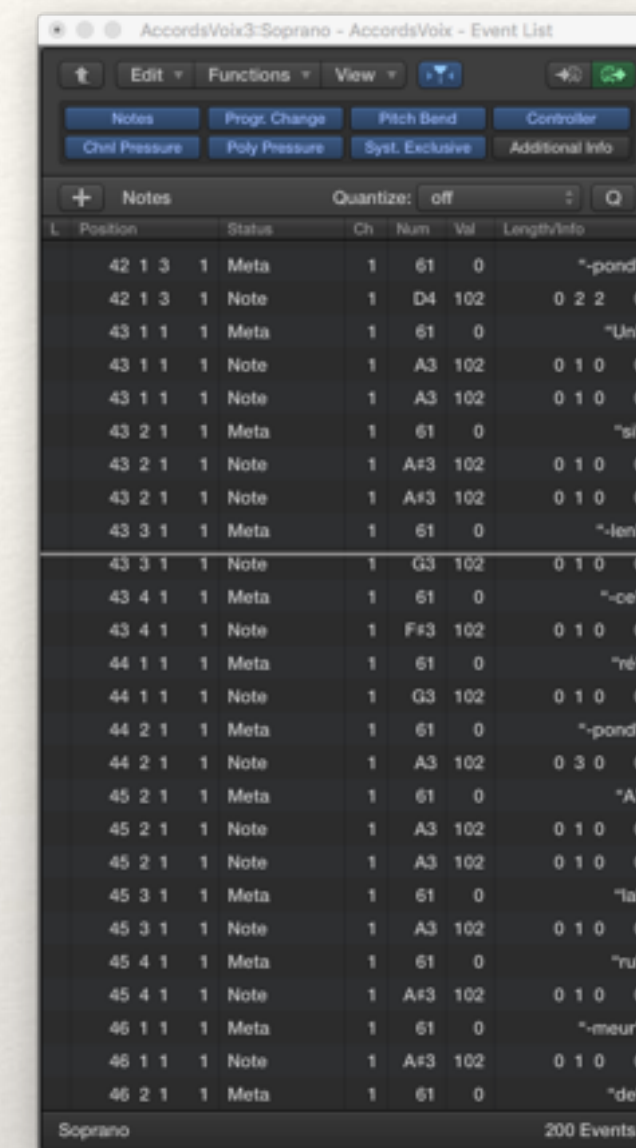 AccordsVoix3:Soprano - AccordsVoix - Event List
Edit Functions View
Notes Progr. Change Pitch Bend Controller
Chnl Pressure Poly Pressure Syst. Exclusive Additional Info
+ Notes Quantize: off Q
L Position Status Ch Num Val Length/Info
42 1 3 1 Meta 1 61 0 "-pond
42 1 3 1 Note 1 D4 102 0 2 2
43 1 1 1 Meta 1 61 0 "Un
43 1 1 1 Note 1 A3 102 0 1 0
43 1 1 1 Note 1 A3 102 0 1 0
43 2 1 1 Meta 1 61 0 "si
43 2 1 1 Note 1 A♯3 102 0 1 0
43 2 1 1 Note 1 A♯3 102 0 1 0
43 3 1 1 Meta 1 61 0 "-len
43 3 1 1 Note 1 G3 102 0 1 0
43 4 1 1 Meta 1 61 0 "-ce
43 4 1 1 Note 1 F♯3 102 0 1 0
44 1 1 1 Meta 1 61 0 "ré
44 1 1 1 Note 1 G3 102 0 1 0
44 2 1 1 Meta 1 61 0 "-pond
44 2 1 1 Note 1 A3 102 0 3 0
45 2 1 1 Meta 1 61 0 "A
45 2 1 1 Note 1 A3 102 0 1 0
45 2 1 1 Note 1 A3 102 0 1 0
45 3 1 1 Meta 1 61 0 "la
45 3 1 1 Note 1 A3 102 0 1 0
45 4 1 1 Meta 1 61 0 "ru
45 4 1 1 Note 1 A♯3 102 0 1 0
46 1 1 1 Meta 1 61 0 "-meur
46 1 1 1 Note 1 A♯3 102 0 1 0
46 2 1 1 Meta 1 61 0 "de
Soprano 200 Events